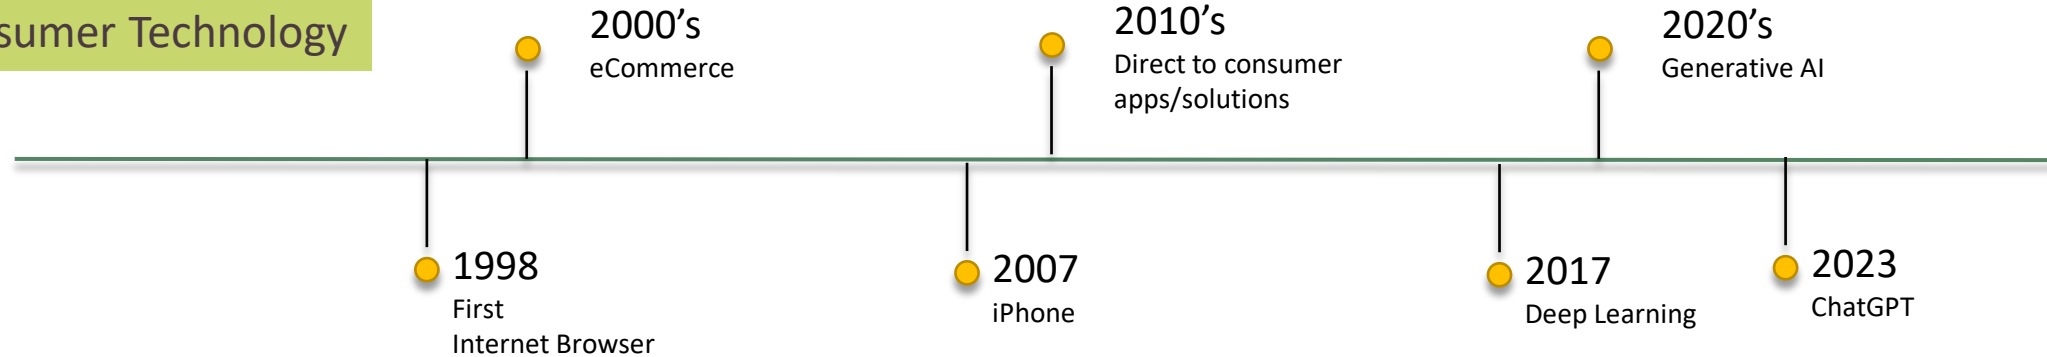 sumer Technology
2000's
eCommerce
2010's
Direct to consumer
apps/solutions
2020's
Generative AI
1998
First
Internet Browser
2007
iPhone
2017
Deep Learning
2023
ChatGPT